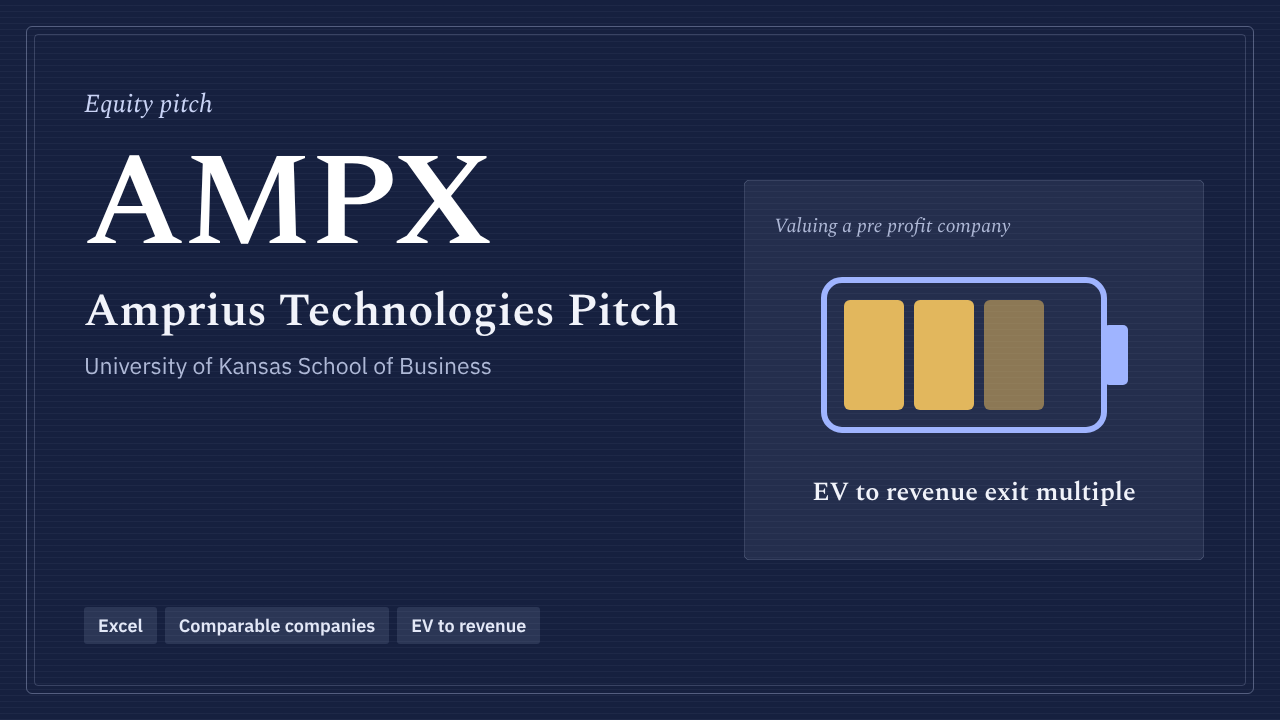 Equity pitch
AMPX
Amprius Technologies Pitch
University of Kansas School of Business
Valuing a pre profit company
EV to revenue exit multiple
Excel
Comparable companies
EV to revenue